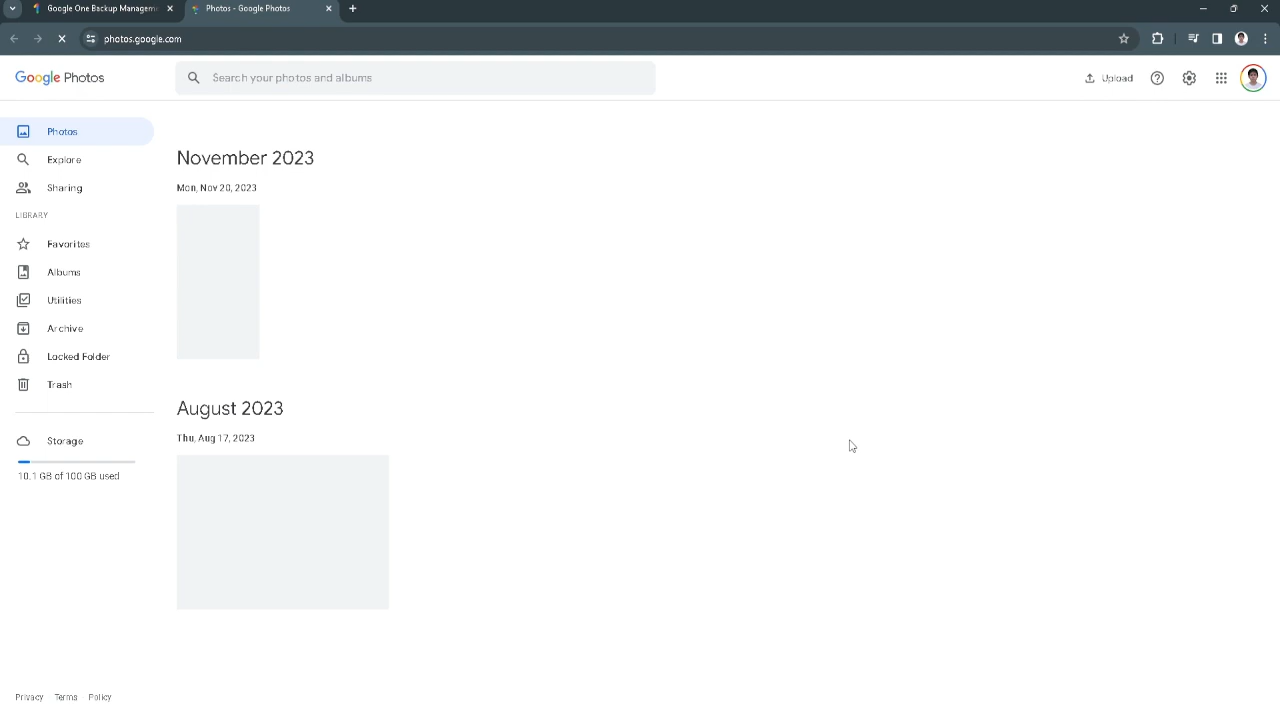 Google One Backup Managem
Photos - Google Photos
photos.google.com
Google Photos
Search your photos and albums
Upload
Photos
Explore
Sharing
LIBRARY
Favorites
Albums
Utilities
Archive
Locked Folder
Trash
Storage
10.1 GB of 100 GB used
November 2023
Mon, Nov 20, 2023
August 2023
Thu, Aug 17, 2023
Privacy Terms Policy